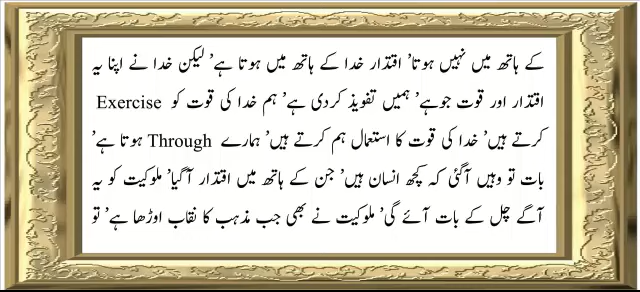 کے ہاتھ میں نہیں ہوتا’ اقتدار خدا کے ہاتھ میں ہوتا ہے’ لیکن خدا نے اپنا یہ
اقتدار اور قوت جوہے’ ہمیں تفویذ کردی ہے’ ہم خدا کی قوت کو Exercise
کرتے ہیں’ خدا کی قوت کا استعمال ہم کرتے ہیں’ ہمارے Through ہوتا ہے’
بات تو وہیں آگئی کہ کچھ انسان ہیں’ جن کے ہاتھ میں اقتدار آگیا’ ملوکیت کو یہ
آگے چل کے بات آئے گی’ ملوکیت نے بھی جب مذہب کا نقاب اوڑھا ہے’ تو